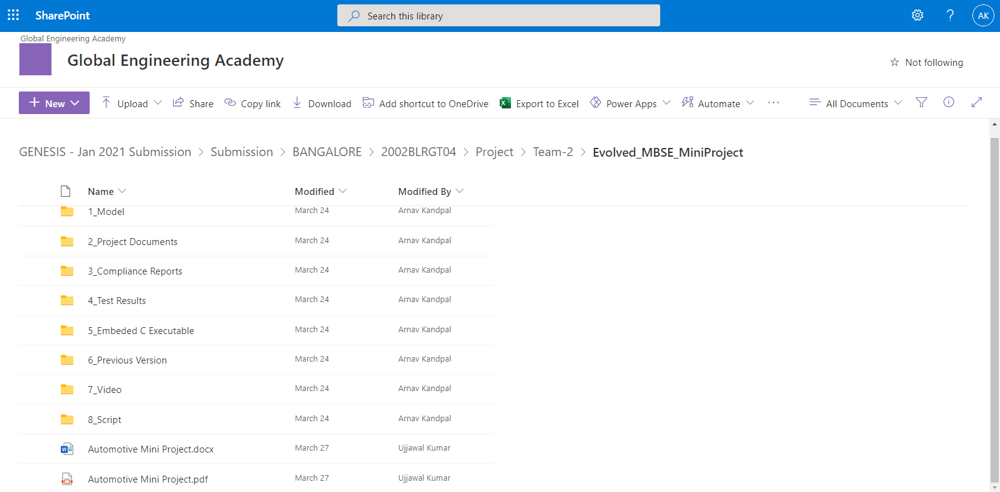 SharePoint
Search this library
AK
Global Engineering Academy
Global Engineering Academy
Not following
New
Upload
Share
Copy link
Download
Add shortcut to OneDrive
Export to Excel
Power Apps
Automate
All Documents
GENESIS - Jan 2021 Submission > Submission > BANGALORE > 2002BLRGT04 > Project > Team-2 > Evolved_MBSE_MiniProject
Name Modified Modified By
1_Model March 24 Arnav Kandpal
2_Project Documents March 24 Arnav Kandpal
3_Compliance Reports March 24 Arnav Kandpal
4_Test Results March 24 Arnav Kandpal
5_Embeded C Executable March 24 Arnav Kandpal
6_Previous Version March 24 Arnav Kandpal
7_Video March 24 Arnav Kandpal
8_Script March 24 Arnav Kandpal
Automotive Mini Project.docx March 27 Ujjawal Kumar
Automotive Mini Project.pdf March 27 Ujjawal Kumar